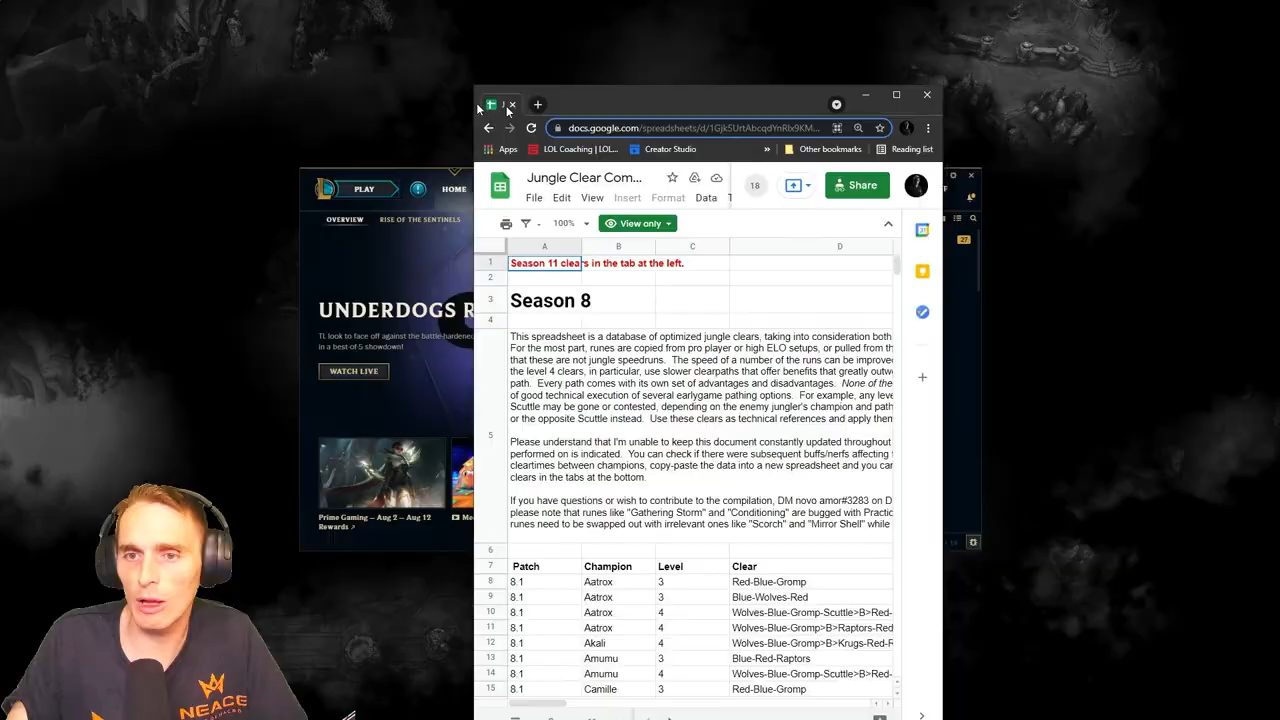 docs.google.com/spreadsheets/d/1Gjk5UrtAbcqdYnRlx9KM...
Apps
LOL Coaching | LOL...
Creator Studio
»
Other bookmarks
Reading list
Jungle Clear Com...
18
Share
File Edit View Insert Format Data
100%
View only
PLAY
HOME
OVERVIEW
RISE OF THE SENTINELS
27
UNDERDOGS R
TL look to face off against the battle-hardene
in a best-of-5 showdown!
WATCH LIVE
Prime Gaming – Aug 2 – Aug 12
Rewards
A B C D
1 Season 11 clears in the tab at the left.
2
3 Season 8
4
This spreadsheet is a database of optimized jungle clears, taking into consideration both
For the most part, runes are copied from pro player or high ELO setups, or pulled from th
that these are not jungle speedruns. The speed of a number of the runs can be improve
the level 4 clears, in particular, use slower clearpaths that offer benefits that greatly outw
path. Every path comes with its own set of advantages and disadvantages. None of the
of good technical execution of several earlygame pathing options. For example, any leve
Scuttle may be gone or contested, depending on the enemy jungler's champion and path
or the opposite Scuttle instead. Use these clears as technical references and apply them
5
Please understand that I'm unable to keep this document constantly updated throughout
performed on is indicated. You can check if there were subsequent buffs/nerfs affecting
cleartimes between champions, copy-paste the data into a new spreadsheet and you can
clears in the tabs at the bottom.
If you have questions or wish to contribute to the compilation, DM novo amor#3283 on D
please note that runes like "Gathering Storm" and "Conditioning" are bugged with Practic
runes need to be swapped out with irrelevant ones like "Scorch" and "Mirror Shell" while
6
7 Patch Champion Level Clear
8 8.1 Aatrox 3 Red-Blue-Gromp
9 8.1 Aatrox 3 Blue-Wolves-Red
10 8.1 Aatrox 4 Wolves-Blue-Gromp-Scuttle>B>Red-
11 8.1 Aatrox 4 Wolves-Blue-Gromp>B>Raptors-Red
12 8.1 Akali 4 Wolves-Blue-Gromp>B>Krugs-Red-R
13 8.1 Amumu 3 Blue-Red-Raptors
14 8.1 Amumu 4 Wolves-Blue-Gromp-Scuttle>B>Red-
15 8.1 Camille 3 Red-Blue-Gromp
NEACE